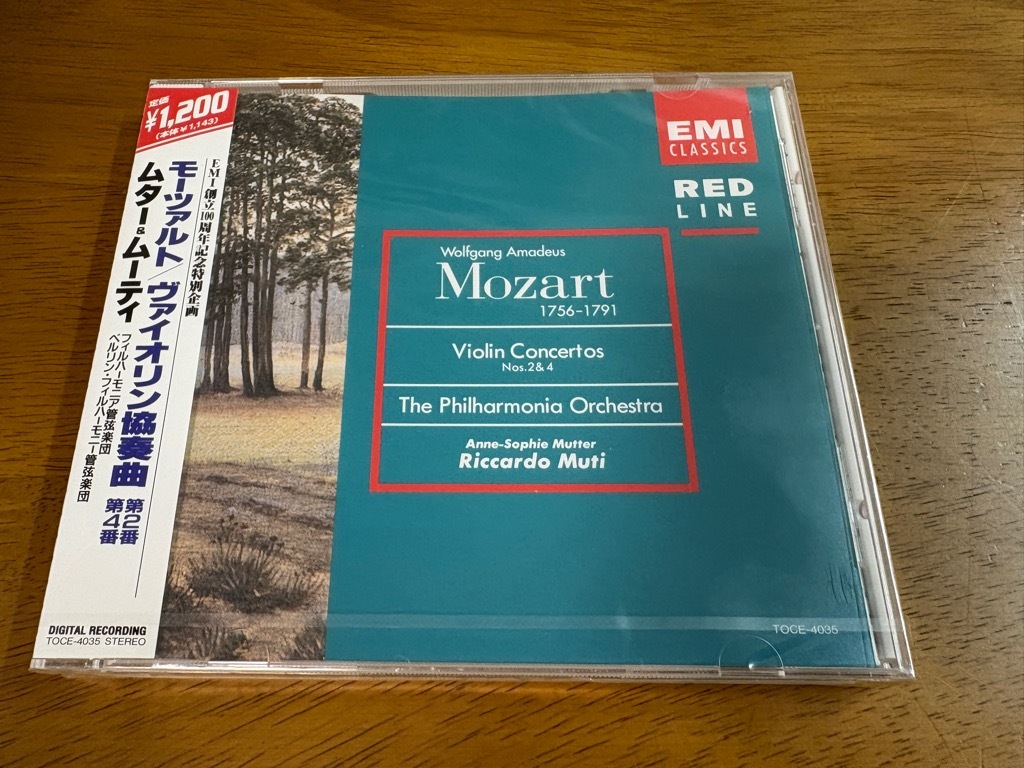 定価
¥1,200
(本体¥1,143)
EMI創立100周年記念特別企画
モーツァルト/ヴァイオリン協奏曲 第2番
第4番
ムター&ムーティ
フィルハーモニア管弦楽団
ベルリン・フィルハーモニー管弦楽団
DIGITAL RECORDING
TOCE-4035 STEREO
EMI
CLASSICS
RED
LINE
Wolfgang Amadeus
Mozart
1756-1791
Violin Concertos
Nos.2&4
The Philharmonia Orchestra
Anne-Sophie Mutter
Riccardo Muti
TOCE-4035